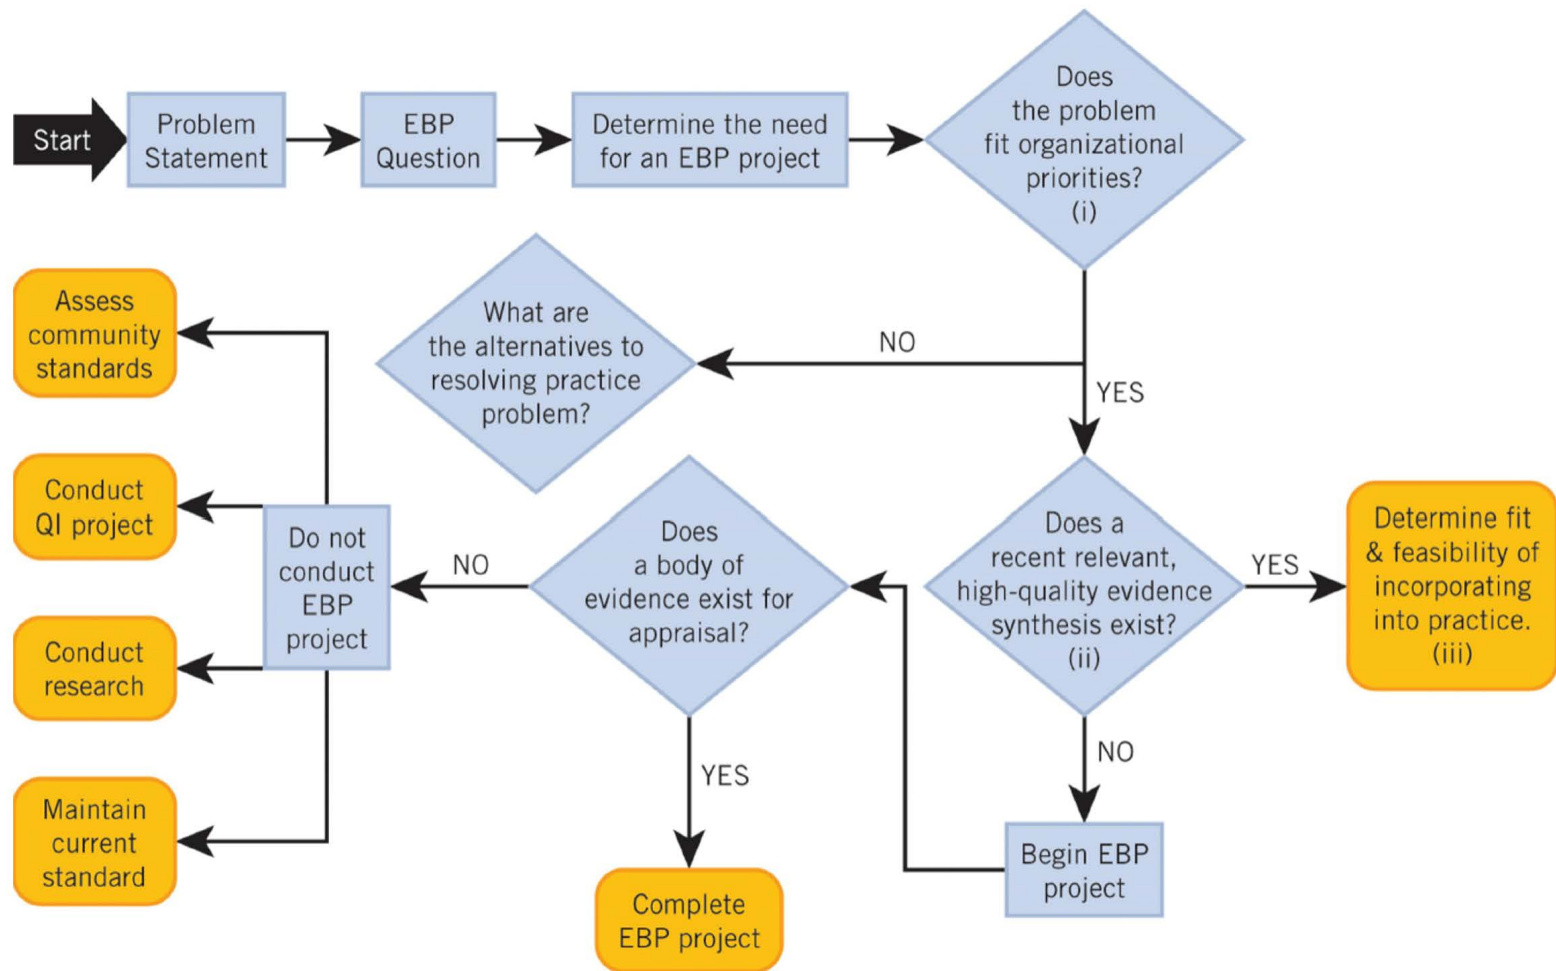 Start
Problem
Statement
EBP
Question
Determine the need
for an EBP project
Does
the problem
fit organizational
priorities?
(i)
What are
the alternatives to
resolving practice
problem?
NO
YES
Assess
community
standards
Conduct
QI project
Conduct
research
Maintain
current
standard
Do not
conduct
EBP
project
NO
Does
a body of
evidence exist for
appraisal?
YES
Complete
EBP project
Does a
recent relevant,
high-quality evidence
synthesis exist?
(ii)
YES
Determine fit
& feasibility of
incorporating
into practice.
(iii)
NO
Begin EBP
project